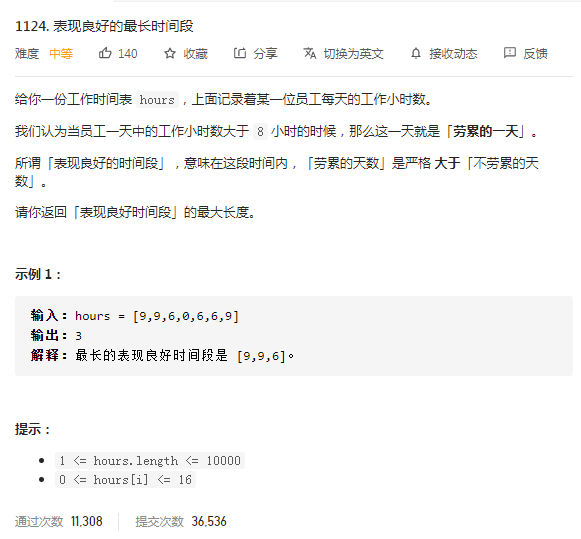 1124. 表现良好的最长时间段
难度 中等 140 收藏 分享 切换为英文 接收动态 反馈
给你一份工作时间表 hours，上面记录着某一位员工每天的工作小时数。
我们认为当员工一天中的工作小时数大于 8 小时的时候，那么这一天就是「劳累的一天」。
所谓「表现良好的时间段」，意味在这段时间内，「劳累的天数」是严格 大于「不劳累的天
数」。
请你返回「表现良好时间段」的最大长度。
示例 1：
输入：hours = [9,9,6,0,6,6,9]
输出：3
解释：最长的表现良好时间段是 [9,9,6]。
提示：
1 <= hours.length <= 10000
0 <= hours[i] <= 16
通过次数 11,308 提交次数 36,536